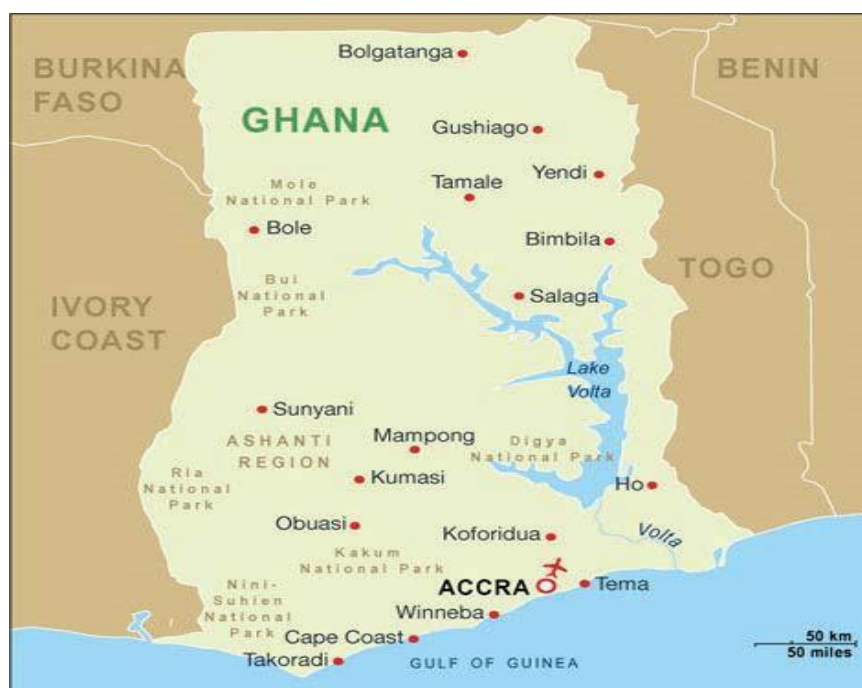 Bolgatanga
BURKINA
FASO
BENIN
GHANA
Gushiago
Yendi
Tamale
Mole
National Park
Bole
Bimbila
TOGO
Bui
National
Park
Salaga
IVORY
COAST
Lake
Volta
Sunyani
Mampong
ASHANTI
REGION
Digya
National Park
Ria
National
Park
Kumasi
Ho
Obuasi
Koforidua
Volta
Kakum
National Park
Nini-
Suhien
National
Park
ACCRA
Tema
Winneba
Cape Coast
Takoradi
GULF OF GUINEA
50 km
50 miles